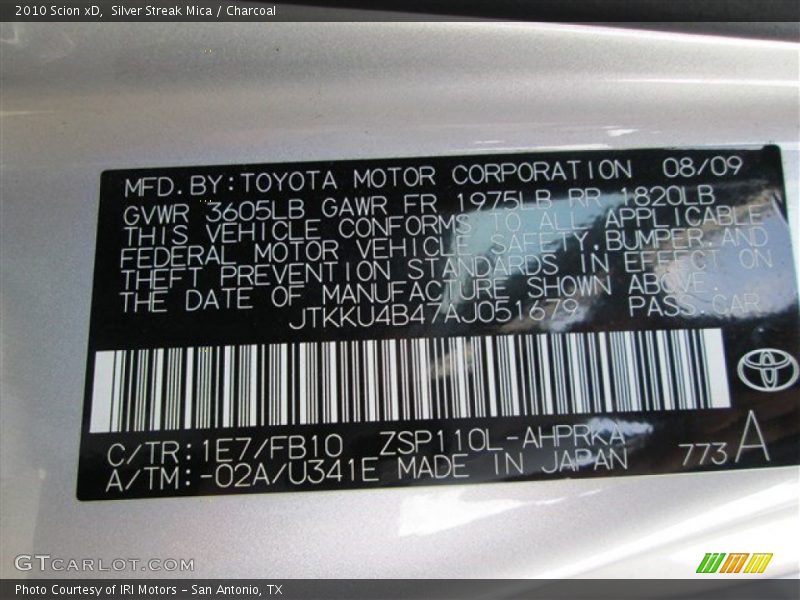 2010 Scion xD, Silver Streak Mica / Charcoal
MFD. BY: TOYOTA MOTOR CORPORATION 08/09
GVWR 3605LB GAWR FR 1975LB RR 1820LB
THIS VEHICLE CONFORMS TO ALL APPLICABLE
FEDERAL MOTOR VEHICLE SAFETY, BUMPER, AND
THEFT PREVENTION STANDARDS IN EFFECT ON
THE DATE OF MANUFACTURE SHOWN ABOVE.
JTKKU4B47AJ051679 PASS. CAR
C/TR: 1E7/FB10 ZSP110L-AHPRKA
A/TM: -02A/U341E MADE IN JAPAN 773 A
GTCARLOT.COM
Photo Courtesy of IRI Motors – San Antonio, TX